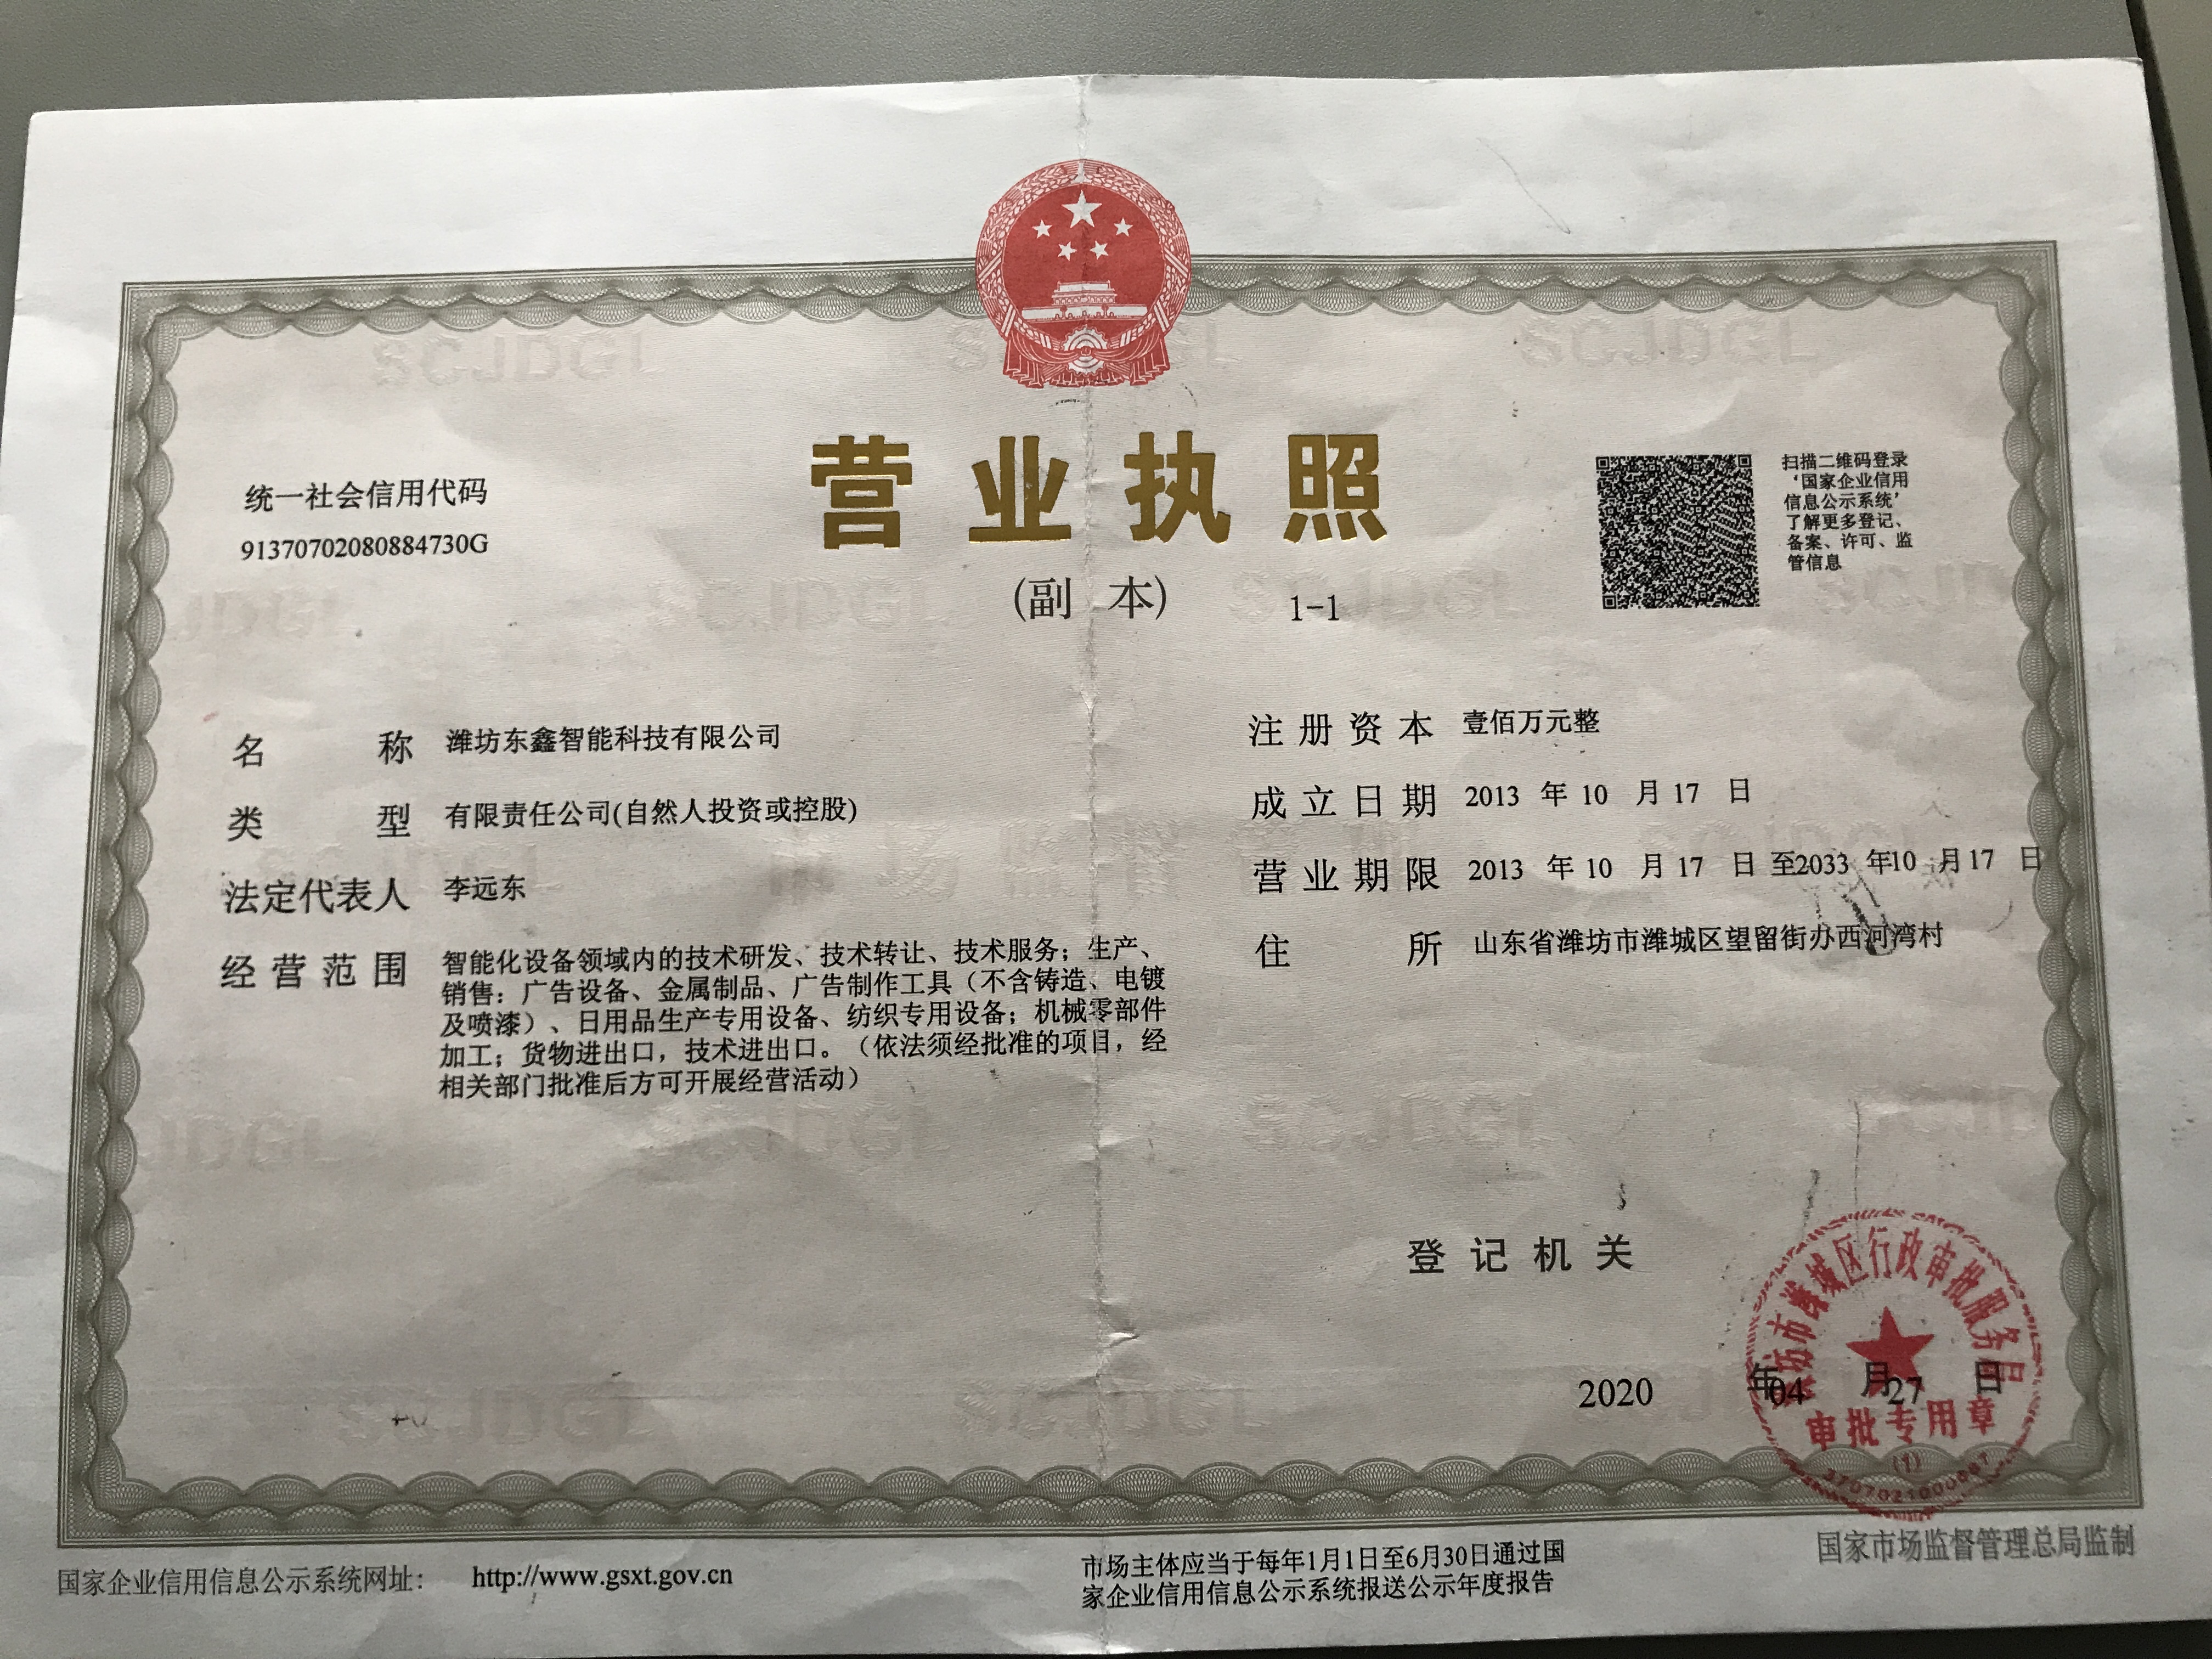 营业执照
(副 本) 1-1
统一社会信用代码
91370702080884730G
扫描二维码登录
‘国家企业信用
信息公示系统’
了解更多登记、
备案、许可、监
管信息
名 称 潍坊东鑫智能科技有限公司
类 型 有限责任公司(自然人投资或控股)
法定代表人 李远东
经营范围 智能化设备领域内的技术研发、技术转让、技术服务；生产、
销售：广告设备、金属制品、广告制作工具（不含铸造、电镀
及喷漆）、日用品生产专用设备、纺织专用设备；机械零部件
加工；货物进出口，技术进出口。（依法须经批准的项目，经
相关部门批准后方可开展经营活动）
注册资本 壹佰万元整
成立日期 2013 年 10 月 17 日
营业期限 2013 年 10 月 17 日 至2033 年10 月 17 日
住 所 山东省潍坊市潍城区望留街办西河湾村
登记机关
2020 年04 月27 日
潍坊市潍城区行政审批服务局
审批专用章
(1)
国家企业信用信息公示系统网址： http://www.gsxt.gov.cn
市场主体应当于每年1月1日至6月30日通过国
家企业信用信息公示系统报送公示年度报告
国家市场监督管理总局监制
SCJDGL